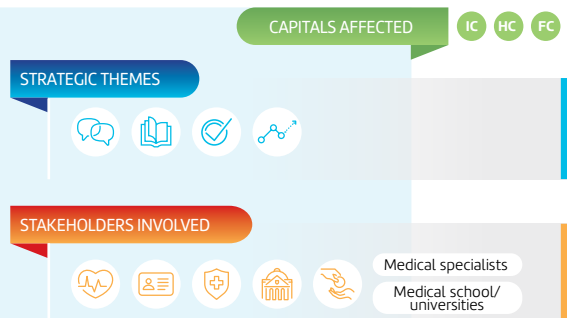 CAPITALS AFFECTED
IC HC FC
STRATEGIC THEMES
STAKEHOLDERS INVOLVED
Medical specialists
Medical school/
universities